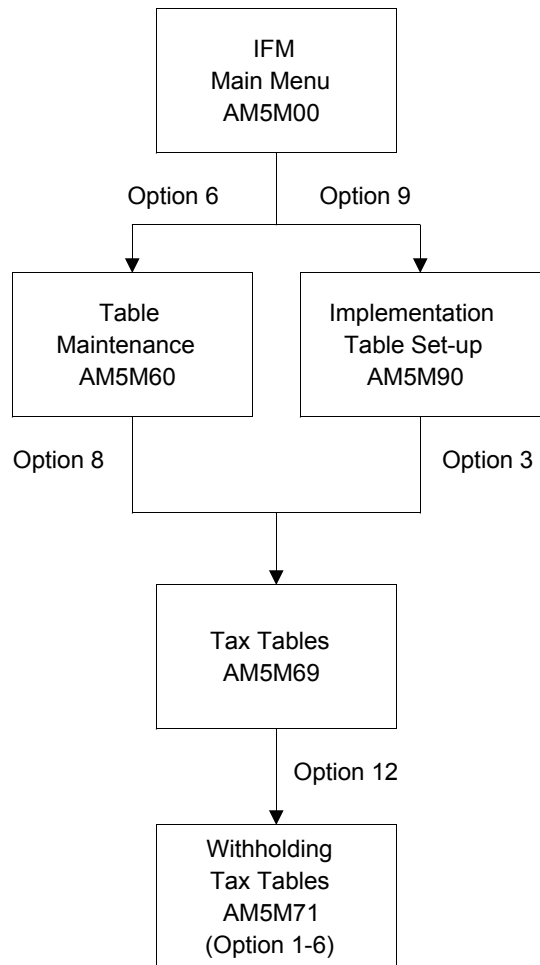 IFM
Main Menu
AM5M00
Option 6
Option 9
Table
Maintenance
AM5M60
Implementation
Table Set-up
AM5M90
Option 8
Option 3
Tax Tables
AM5M69
Option 12
Withholding
Tax Tables
AM5M71
(Option 1-6)